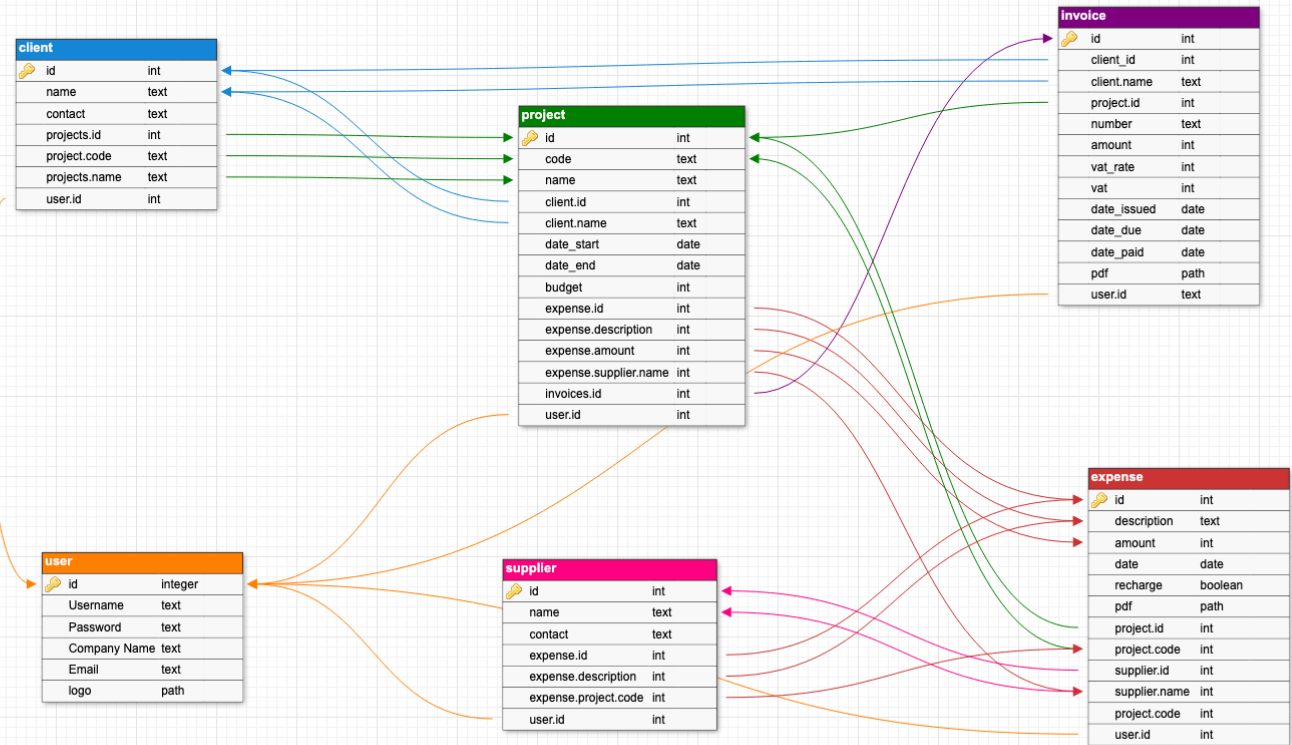 client
id int
name text
contact text
projects.id int
project.code text
projects.name text
user.id int
project
id int
code text
name text
client.id int
client.name text
date_start date
date_end date
budget int
expense.id int
expense.description int
expense.amount int
expense.supplier.name int
invoices.id int
user.id int
invoice
id int
client_id int
client.name text
project.id int
number text
amount int
vat_rate int
vat int
date_issued date
date_due date
date_paid date
pdf path
user.id text
user
id integer
Username text
Password text
Company Name text
Email text
logo path
supplier
id int
name text
contact text
expense.id int
expense.description int
expense.project.code int
user.id int
expense
id int
description text
amount int
date date
recharge boolean
pdf path
project.id int
project.code int
supplier.id int
supplier.name int
project.code int
user.id int